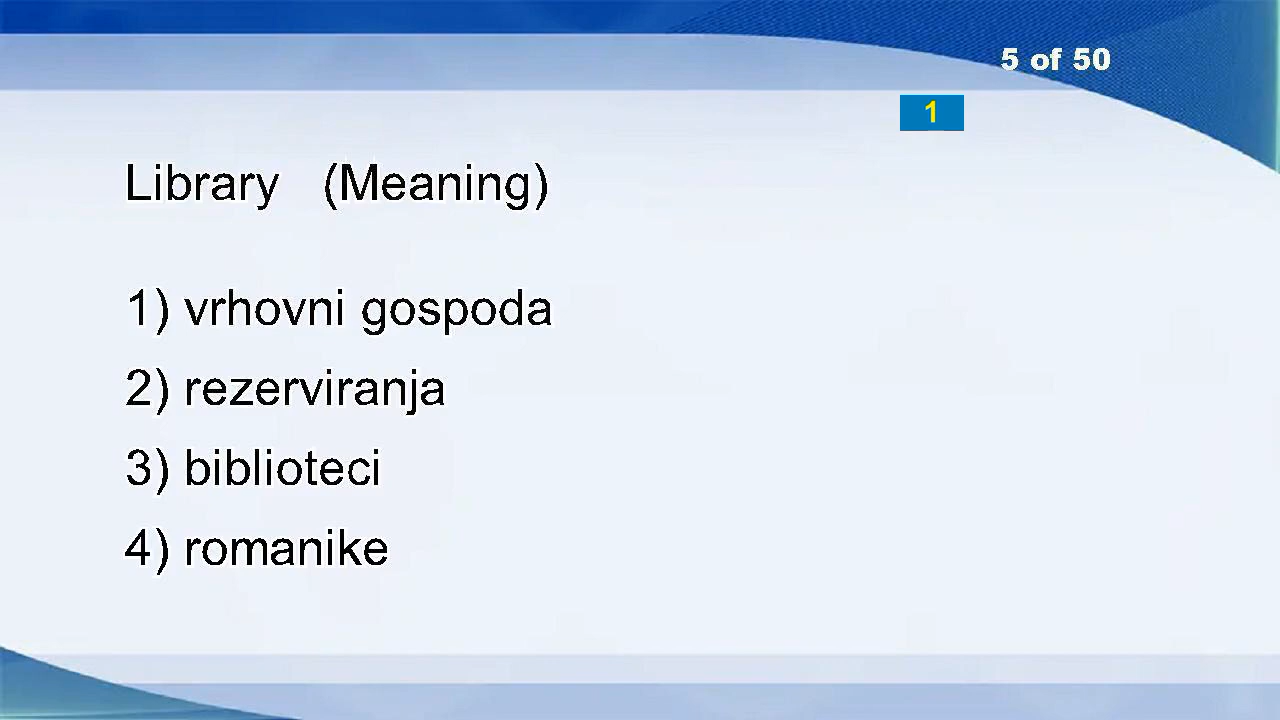 5 of 50
1
Library (Meaning)
1) vrhovni gospoda
2) rezerviranja
3) biblioteci
4) romanike